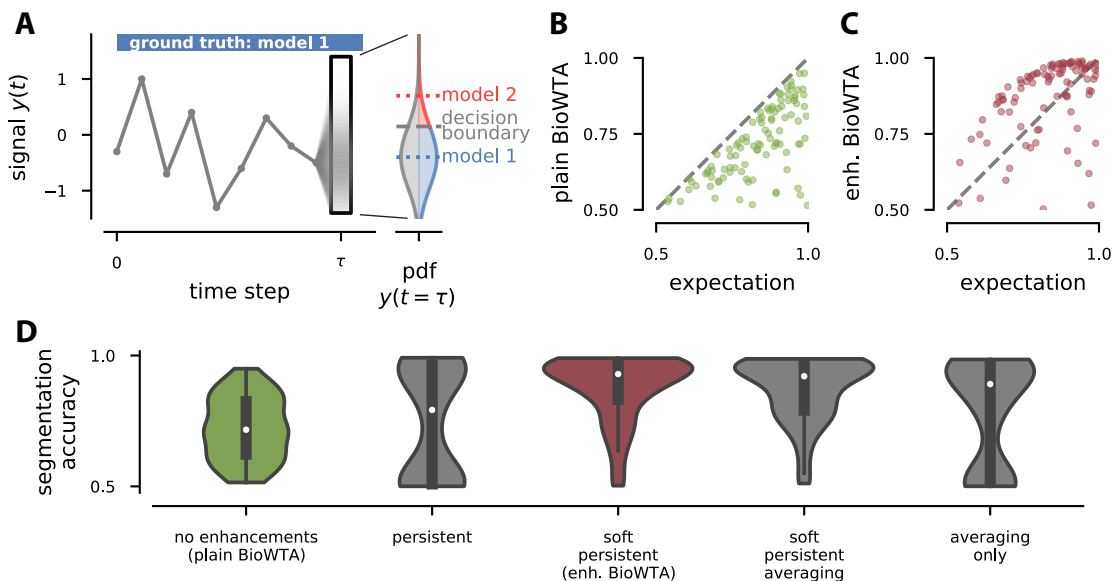 A
ground truth: model 1
signal y(t)
1
0
−1
model 2
decision
boundary
model 1
0
τ
time step
pdf
y(t = τ)
B
plain BioWTA
1.00
0.75
0.50
0.5
1.0
expectation
C
enh. BioWTA
1.00
0.75
0.50
0.5
1.0
expectation
D
segmentation
accuracy
1.0
0.5
no enhancements
(plain BioWTA)
persistent
soft
persistent
(enh. BioWTA)
soft
persistent
averaging
averaging
only